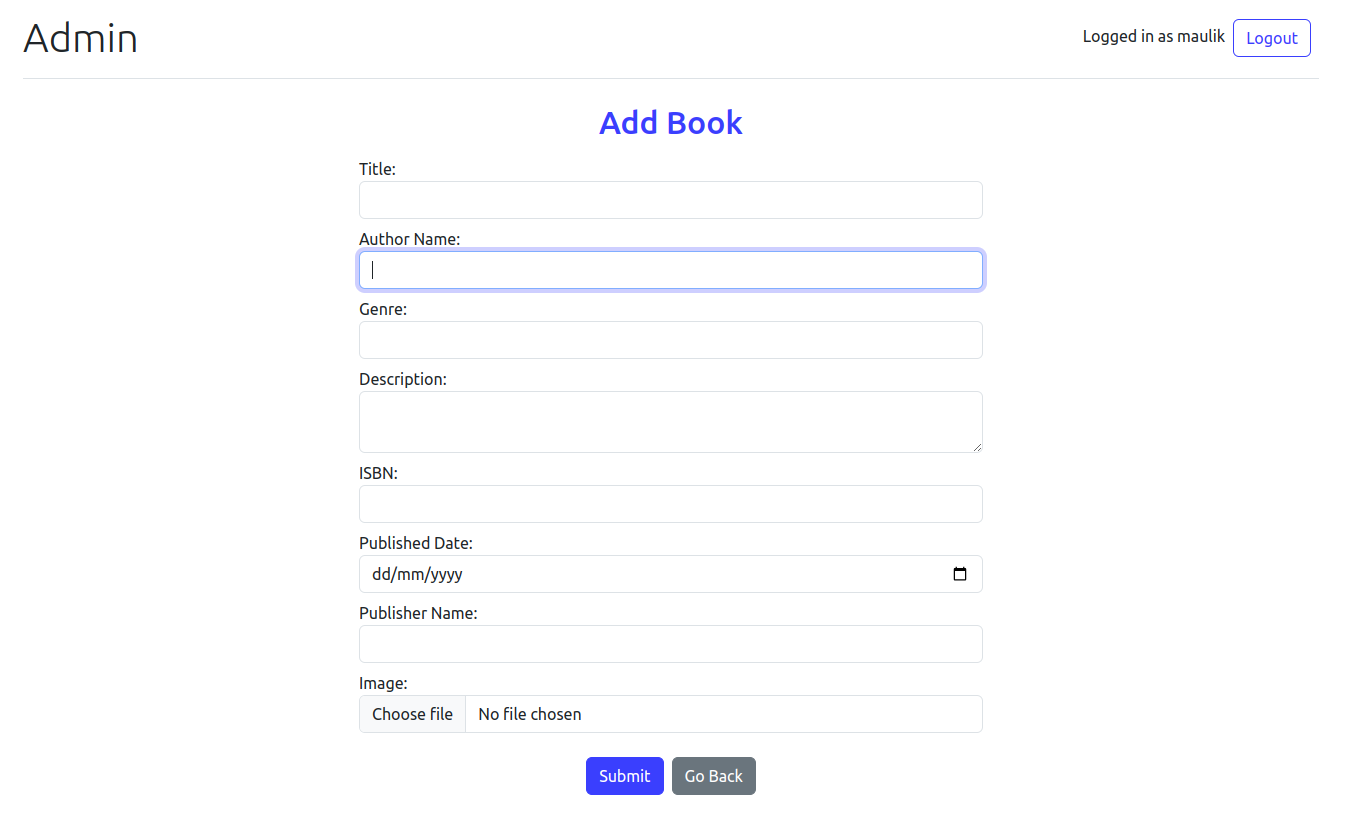 Admin
Logged in as maulik Logout
Add Book
Title:
Author Name:
Genre:
Description:
ISBN:
Published Date:
dd/mm/yyyy
Publisher Name:
Image:
Choose file No file chosen
Submit Go Back